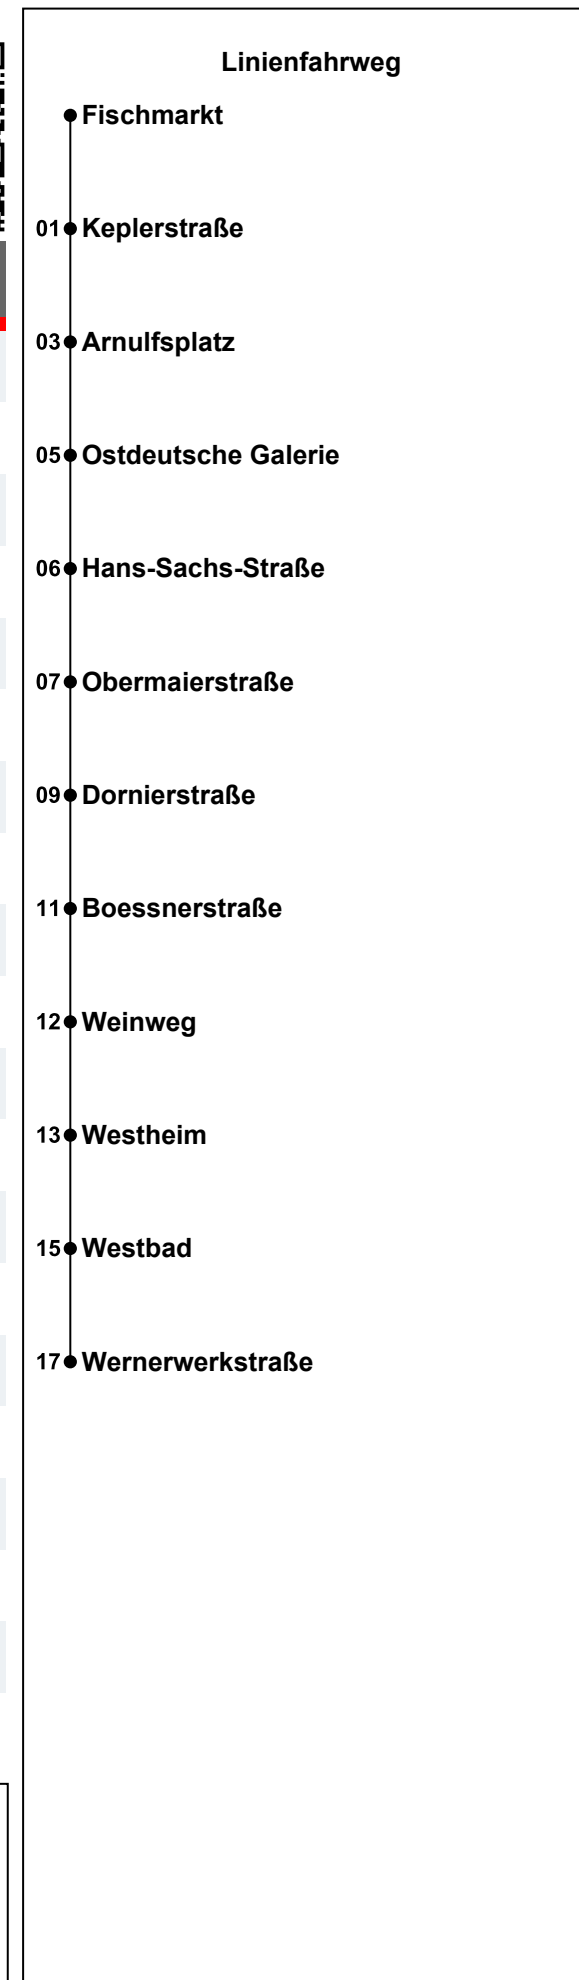 Linienfahrweg
Fischmarkt
01 Keplerstraße
03 Arnulfsplatz
05 Ostdeutsche Galerie
06 Hans-Sachs-Straße
07 Obermaierstraße
09 Dornierstraße
11 Boessnerstraße
12 Weinweg
13 Westheim
15 Westbad
17 Wernerwerkstraße